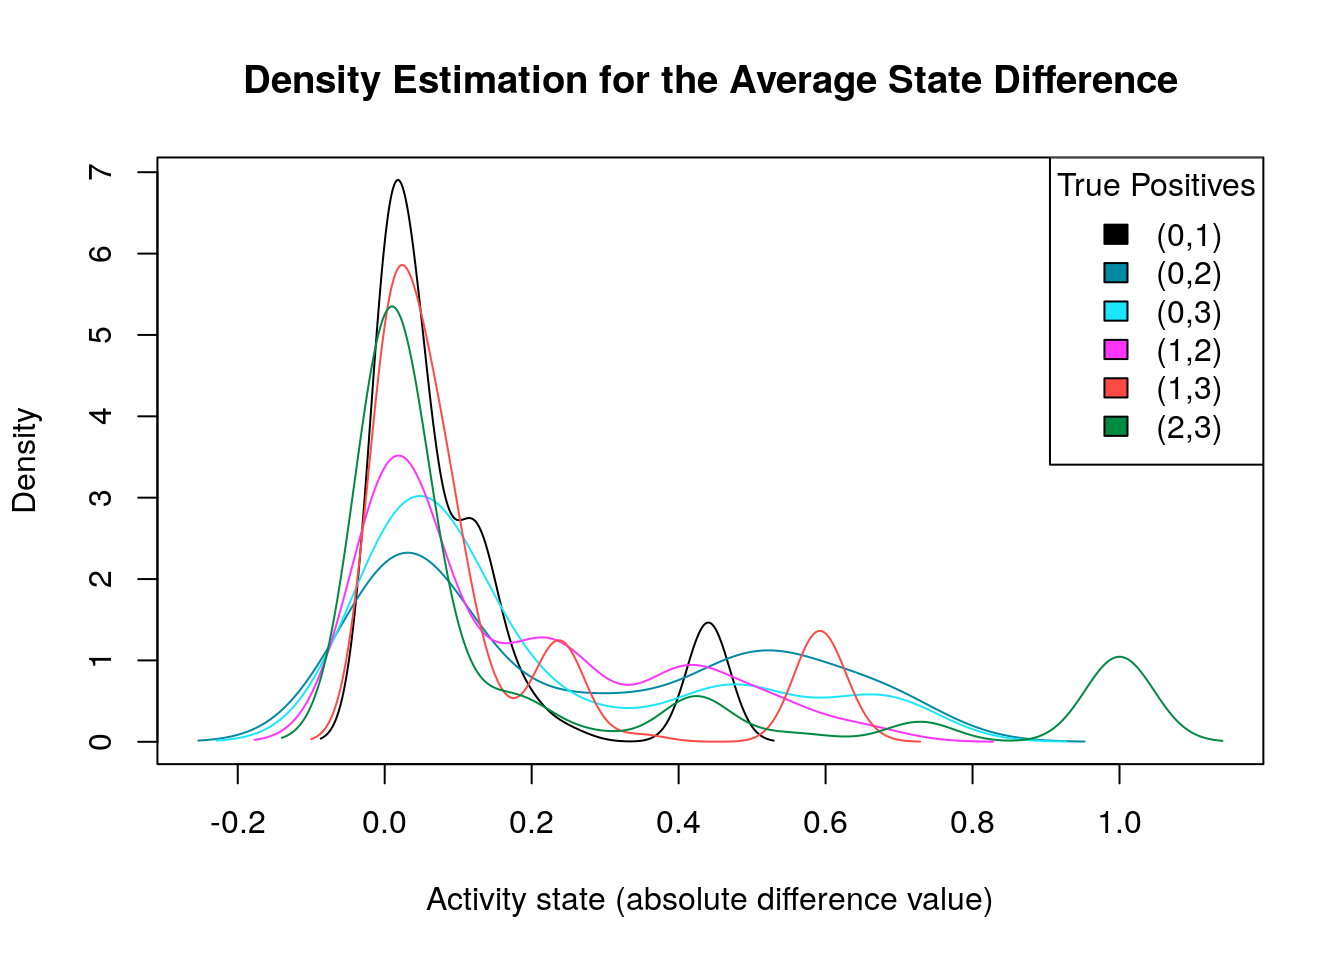 Density Estimation for the Average State Difference
Density
7
6
5
4
3
2
1
0
-0.2 0.0 0.2 0.4 0.6 0.8 1.0
Activity state (absolute difference value)
True Positives
(0,1)
(0,2)
(0,3)
(1,2)
(1,3)
(2,3)